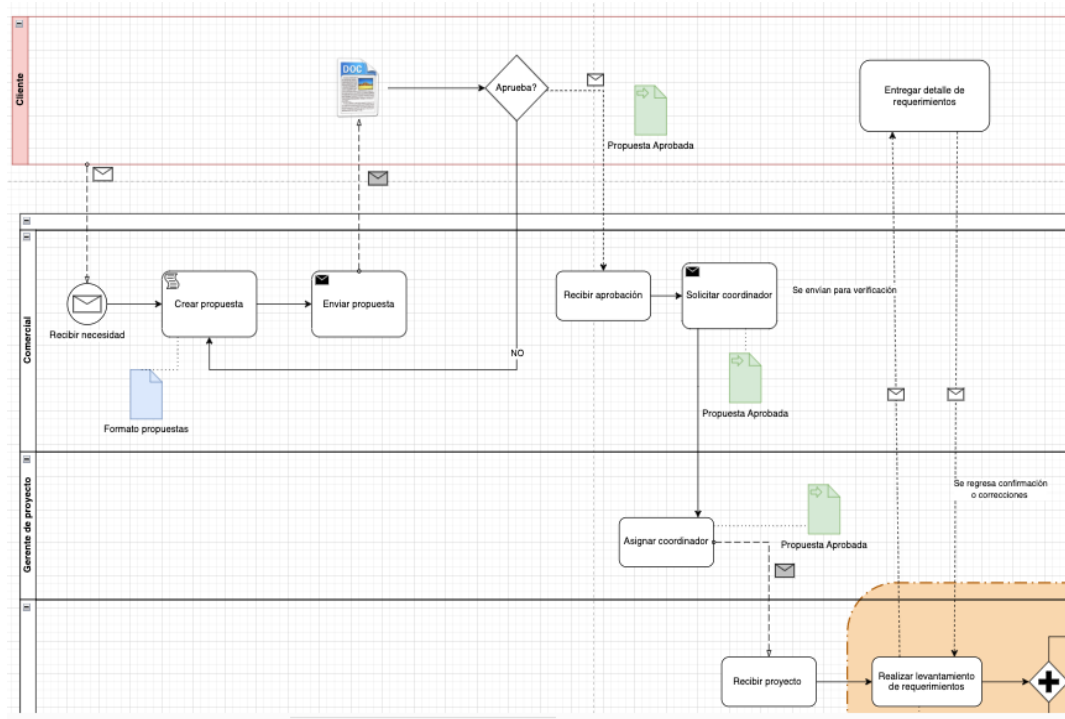 Cliente
DOC
Aprueba?
Propuesta Aprobada
Entregar detalle de
requerimientos
Comercial
Recibir necesidad
Crear propuesta
Enviar propuesta
Formato propuestas
NO
Recibir aprobación
Solicitar coordinador
Propuesta Aprobada
Se envian para verificación
Se regresa confirmación
o correcciones
Gerente de proyecto
Asignar coordinador
Propuesta Aprobada
Recibir proyecto
Realizar levantamiento
de requerimientos